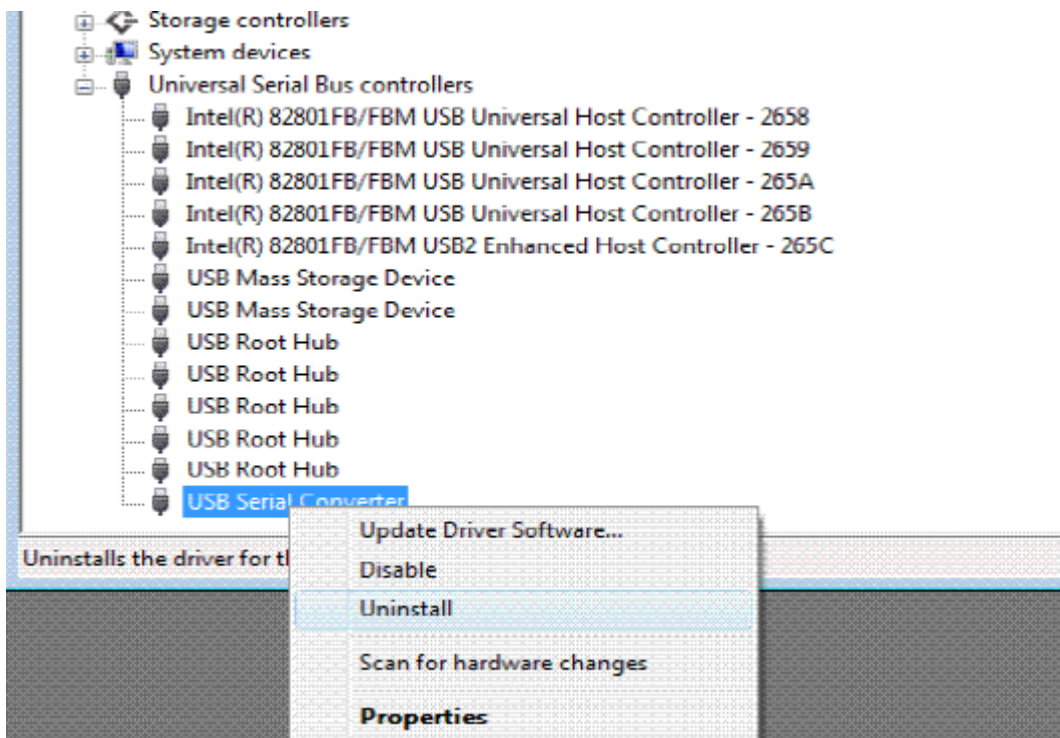 Storage controllers
System devices
Universal Serial Bus controllers
Intel(R) 82801FB/FBM USB Universal Host Controller - 2658
Intel(R) 82801FB/FBM USB Universal Host Controller - 2659
Intel(R) 82801FB/FBM USB Universal Host Controller - 265A
Intel(R) 82801FB/FBM USB Universal Host Controller - 265B
Intel(R) 82801FB/FBM USB2 Enhanced Host Controller - 265C
USB Mass Storage Device
USB Mass Storage Device
USB Root Hub
USB Root Hub
USB Root Hub
USB Root Hub
USB Root Hub
USB Serial Converter
Update Driver Software...
Uninstalls the driver for
Disable
Uninstall
Scan for hardware changes
Properties